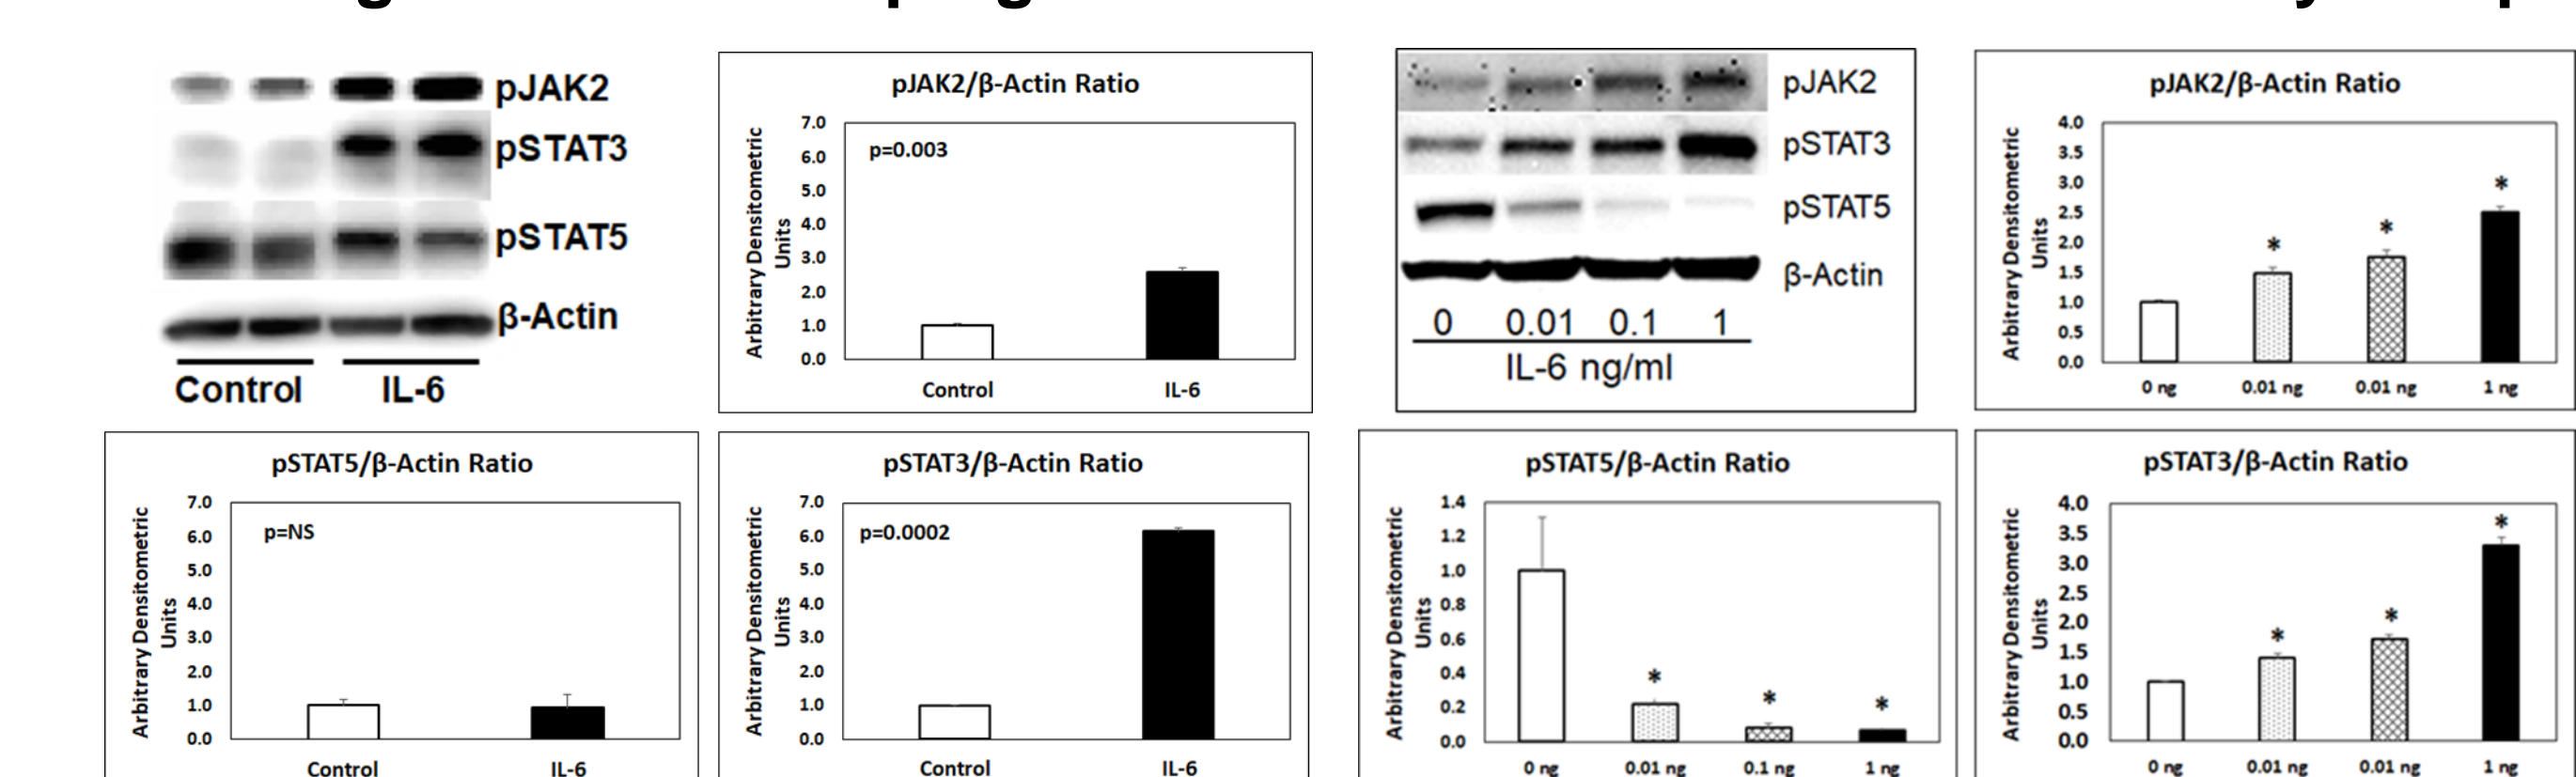 pJAK2
pSTAT3
pSTAT5
β-Actin
Control IL-6
pJAK2/β-Actin Ratio
Arbitrary Densitometric
Units
7.0
6.0
5.0
4.0
3.0
2.0
1.0
0.0
p=0.003
Control IL-6
pJAK2
pSTAT3
pSTAT5
β-Actin
0 0.01 0.1 1
IL-6 ng/ml
pJAK2/β-Actin Ratio
Arbitrary Densitometric
Units
4.0
3.5
3.0
2.5
2.0
1.5
1.0
0.5
0.0
* * *
0 ng 0.01 ng 0.01 ng 1 ng
pSTAT5/β-Actin Ratio
Arbitrary Densitometric
Units
7.0
6.0
5.0
4.0
3.0
2.0
1.0
0.0
p=NS
Control IL-6
pSTAT3/β-Actin Ratio
Arbitrary Densitometric
Units
7.0
6.0
5.0
4.0
3.0
2.0
1.0
0.0
p=0.0002
Control IL-6
pSTAT5/β-Actin Ratio
Arbitrary Densitometric
Units
1.4
1.2
1.0
0.8
0.6
0.4
0.2
0.0
* * *
0 ng 0.01 ng 0.1 ng 1 ng
pSTAT3/β-Actin Ratio
Arbitrary Densitometric
Units
4.0
3.5
3.0
2.5
2.0
1.5
1.0
0.5
0.0
* * *
0 ng 0.01 ng 0.01 ng 1 ng